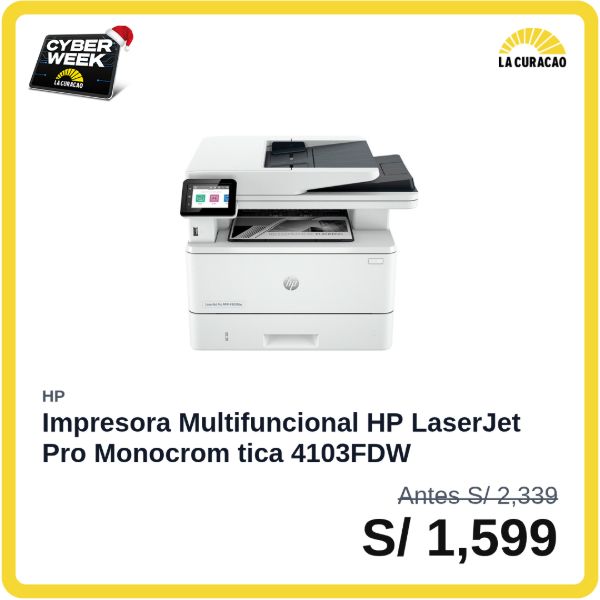 CYBER
WEEK
LA CURACAO
LA CURACAO
hp
HP
Impresora Multifuncional HP LaserJet
Pro Monocrom tica 4103FDW
Antes S/ 2,339
S/ 1,599